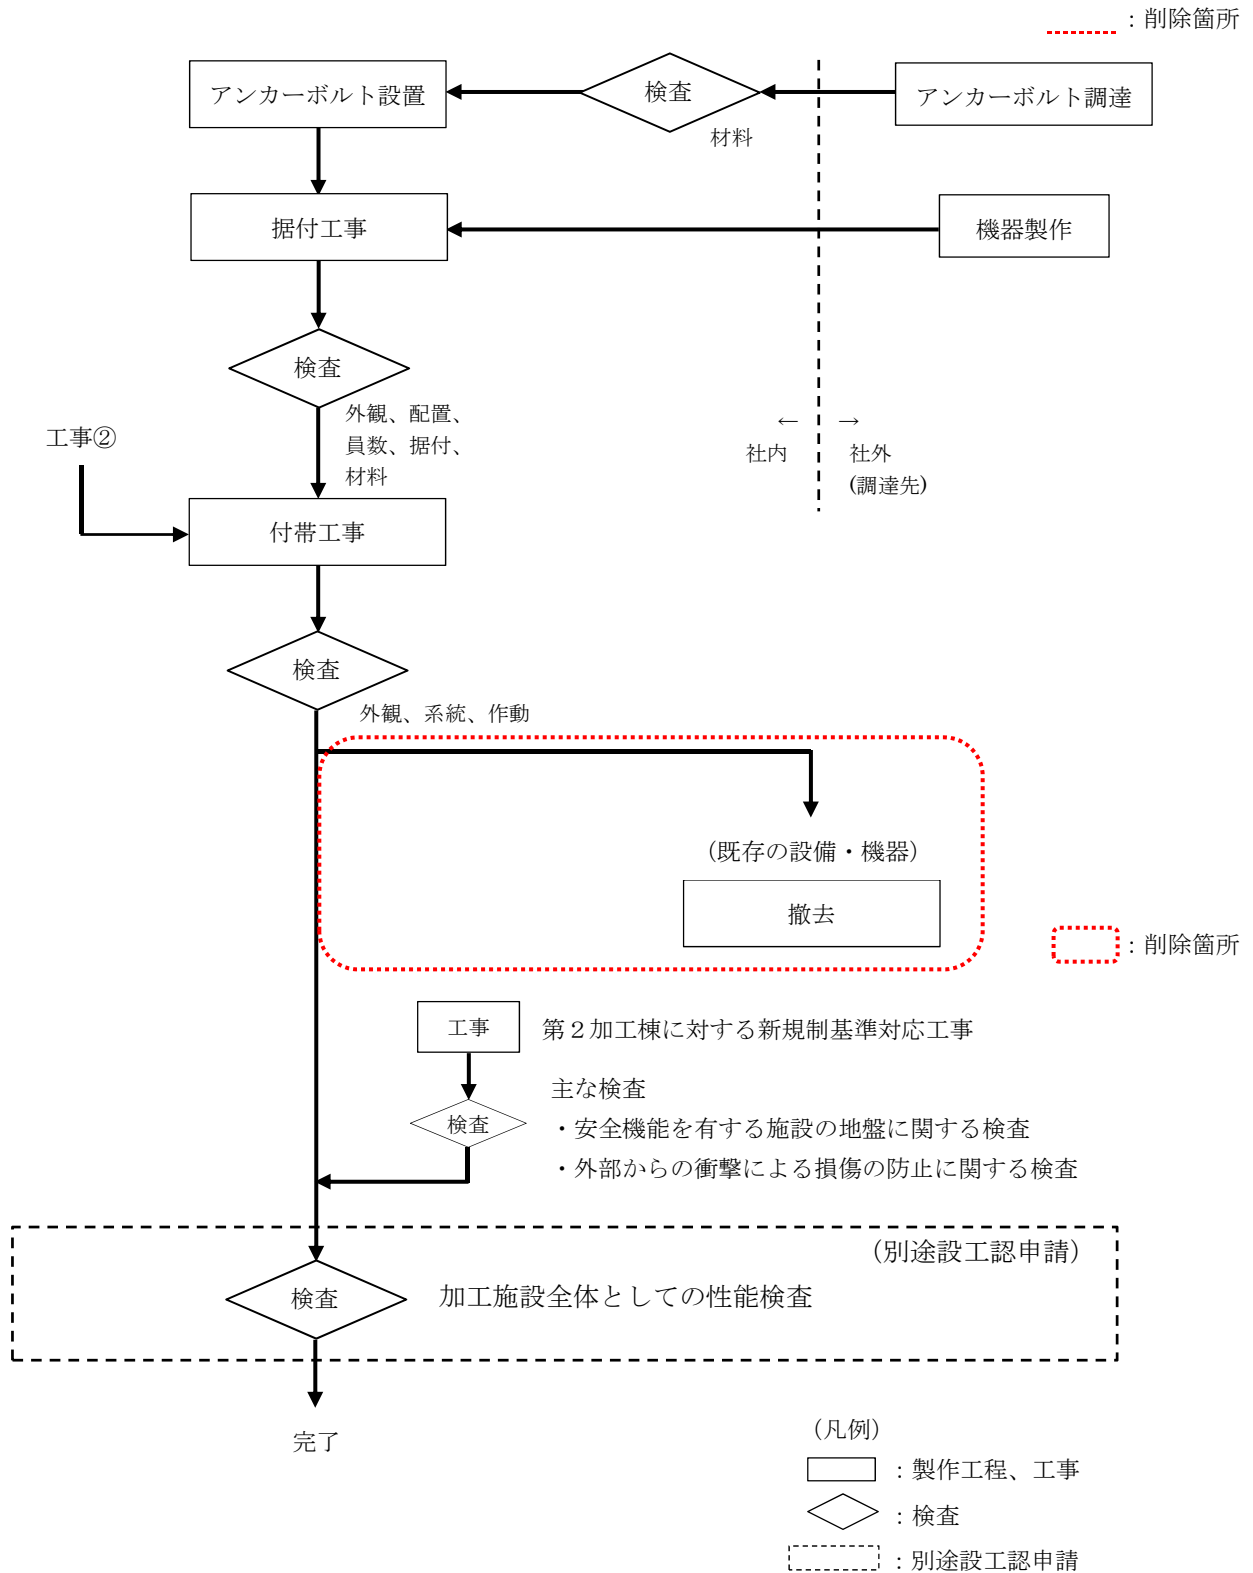 ：削除箇所
アンカーボルト設置
検査
アンカーボルト調達
材料
据付工事
機器製作
検査
外観、配置、
員数、据付、
材料
工事②
← →
社内 社外
(調達先)
付帯工事
検査
外観、系統、作動
（既存の設備・機器）
撤去
：削除箇所
工事 第２加工棟に対する新規制基準対応工事
主な検査
検査
・安全機能を有する施設の地盤に関する検査
・外部からの衝撃による損傷の防止に関する検査
（別途設工認申請）
検査 加工施設全体としての性能検査
完了
（凡例）
：製作工程、工事
：検査
：別途設工認申請